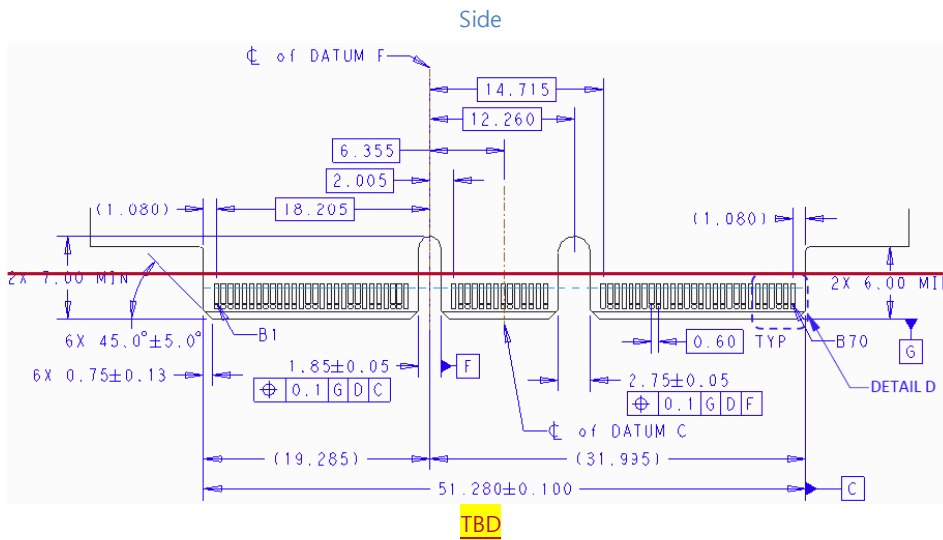 Side
℄ of DATUM F
14.715
12.260
6.355
2.005
(1.080) 18.205 (1.080)
2X 7.00 MIN 2X 6.00 MI
6X 45.0°±5.0° B1 0.60 TYP B70 G
6X 0.75±0.13 1.85±0.05 F 2.75±0.05 DETAIL D
⌖ 0.1 G D C ⌖ 0.1 G D F
℄ of DATUM C
(19.285) (31.995)
51.280±0.100 C
TBD